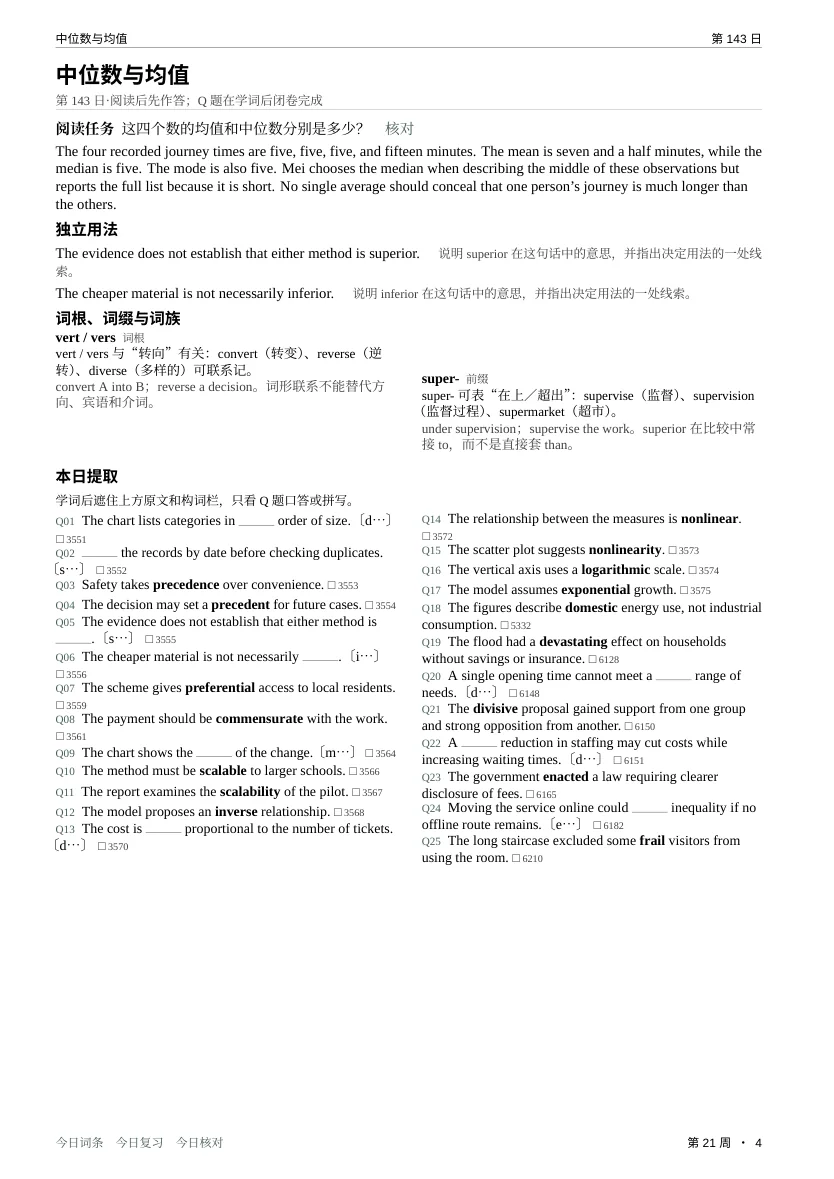 中位数与均值
第 143 日
中位数与均值
第 143 日·阅读后先作答；Q 题在学词后闭卷完成
阅读任务 这四个数的均值和中位数分别是多少？ 核对
The four recorded journey times are five, five, five, and fifteen minutes. The mean is seven and a half minutes, while the
median is five. The mode is also five. Mei chooses the median when describing the middle of these observations but
reports the full list because it is short. No single average should conceal that one person’s journey is much longer than
the others.
独立用法
The evidence does not establish that either method is superior. 说明 superior 在这句话中的意思，并指出决定用法的一处线
索。
The cheaper material is not necessarily inferior. 说明 inferior 在这句话中的意思，并指出决定用法的一处线索。
词根、词缀与词族
vert / vers 词根
vert / vers 与“转向”有关：convert（转变）、reverse（逆
转）、diverse（多样的）可联系记。
convert A into B；reverse a decision。词形联系不能替代方
向、宾语和介词。
super- 前缀
super- 可表“在上／超出”：supervise（监督）、supervision
（监督过程）、supermarket（超市）。
under supervision；supervise the work。superior 在比较中常
接 to，而不是直接套 than。
本日提取
学词后遮住上方原文和构词栏，只看 Q 题口答或拼写。
Q01 The chart lists categories in _____ order of size.〔d···〕
□ 3551
Q02 _____ the records by date before checking duplicates.
〔s···〕 □ 3552
Q03 Safety takes precedence over convenience. □ 3553
Q04 The decision may set a precedent for future cases. □ 3554
Q05 The evidence does not establish that either method is
_____.〔s···〕 □ 3555
Q06 The cheaper material is not necessarily _____.〔i···〕
□ 3556
Q07 The scheme gives preferential access to local residents.
□ 3559
Q08 The payment should be commensurate with the work.
□ 3561
Q09 The chart shows the _____ of the change.〔m···〕 □ 3564
Q10 The method must be scalable to larger schools. □ 3566
Q11 The report examines the scalability of the pilot. □ 3567
Q12 The model proposes an inverse relationship. □ 3568
Q13 The cost is _____ proportional to the number of tickets.
〔d···〕 □ 3570
Q14 The relationship between the measures is nonlinear.
□ 3572
Q15 The scatter plot suggests nonlinearity. □ 3573
Q16 The vertical axis uses a logarithmic scale. □ 3574
Q17 The model assumes exponential growth. □ 3575
Q18 The figures describe domestic energy use, not industrial
consumption. □ 5332
Q19 The flood had a devastating effect on households
without savings or insurance. □ 6128
Q20 A single opening time cannot meet a _____ range of
needs.〔d···〕 □ 6148
Q21 The divisive proposal gained support from one group
and strong opposition from another. □ 6150
Q22 A _____ reduction in staffing may cut costs while
increasing waiting times.〔d···〕 □ 6151
Q23 The government enacted a law requiring clearer
disclosure of fees. □ 6165
Q24 Moving the service online could _____ inequality if no
offline route remains.〔e···〕 □ 6182
Q25 The long staircase excluded some frail visitors from
using the room. □ 6210
今日词条 今日复习 今日核对
第 21 周 · 4